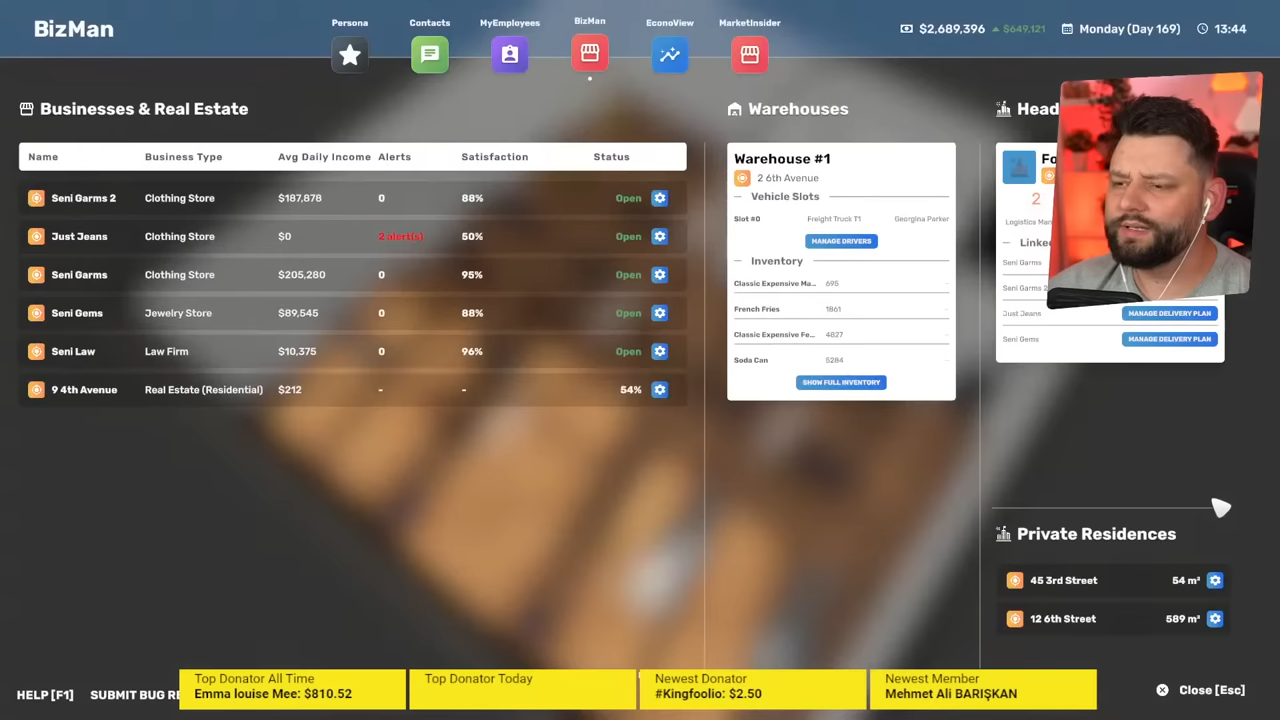 BizMan
Persona
Contacts
MyEmployees
BizMan
EconoView
MarketInsider
$2,689,396
$649,121
Monday (Day 169)
13:44
Businesses & Real Estate
Name Business Type Avg Daily Income Alerts Satisfaction Status
Seni Garms 2 Clothing Store $187,878 0 88% Open
Just Jeans Clothing Store $0 2 alert(s) 50% Open
Seni Garms Clothing Store $205,280 0 95% Open
Seni Gems Jewelry Store $89,545 0 88% Open
Seni Law Law Firm $10,375 0 96% Open
9 4th Avenue Real Estate (Residential) $212 - - 54%
Warehouses
Warehouse #1
2 6th Avenue
Vehicle Slots
Slot #0 Freight Truck T1 Georgina Parker
MANAGE DRIVERS
Inventory
Classic Expensive Ma... 695
French Fries 1861
Classic Expensive Fe... 4827
Soda Can 5284
SHOW FULL INVENTORY
Head
Fo
2
Logistics Man
Linke
Seni Garms
Seni Garms 2
Just Jeans MANAGE DELIVERY PLAN
Seni Gems MANAGE DELIVERY PLAN
Private Residences
45 3rd Street 54 m²
12 6th Street 589 m²
HELP [F1]
SUBMIT BUG RE
Top Donator All Time
Emma louise Mee: $810.52
Top Donator Today
Newest Donator
#Kingfoolio: $2.50
Newest Member
Mehmet Ali BARIŞKAN
Close [Esc]